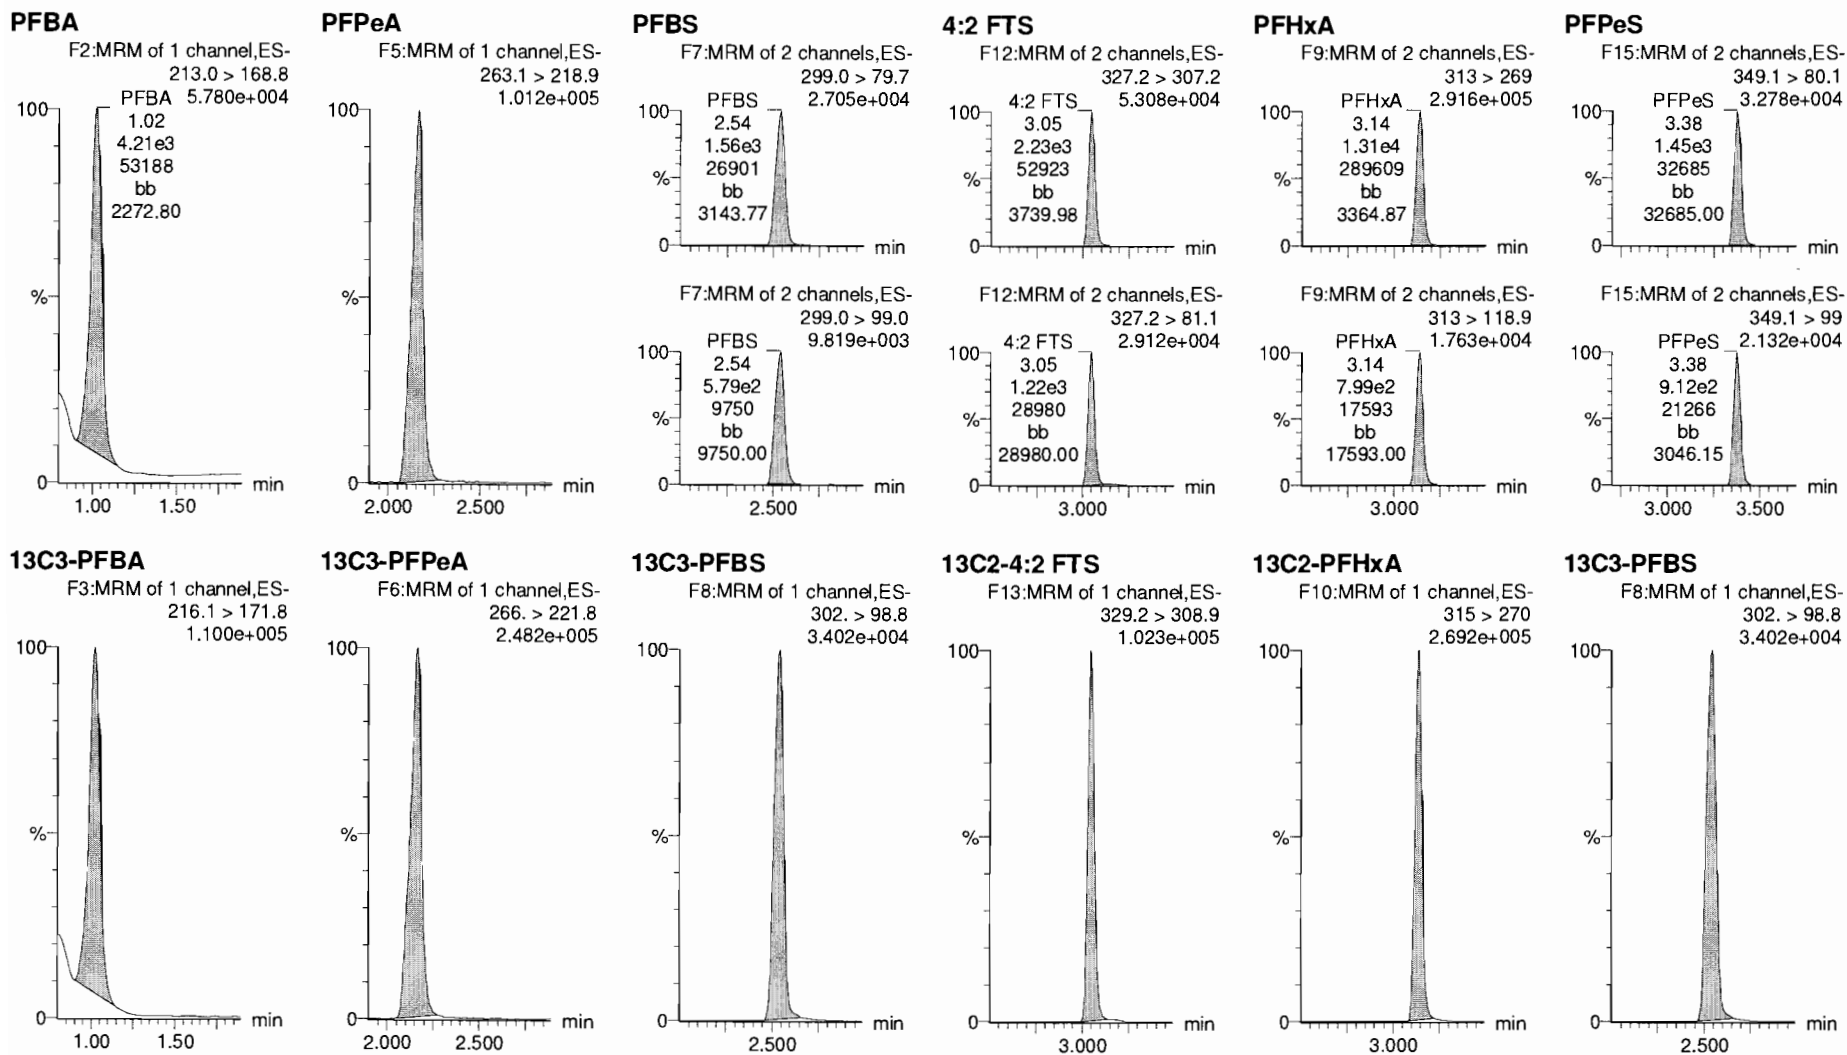 PFBA
F2:MRM of 1 channel,ES-
213.0 > 168.8
5.780e+004
100
PFBA
1.02
4.21e3
53188
bb
2272.80
%
0
min
1.00 1.50
PFPeA
F5:MRM of 1 channel,ES-
263.1 > 218.9
1.012e+005
100
%
0
min
2.000 2.500
PFBS
F7:MRM of 2 channels,ES-
299.0 > 79.7
2.705e+004
100
PFBS
2.54
1.56e3
26901
bb
3143.77
%
0
min
F7:MRM of 2 channels,ES-
299.0 > 99.0
9.819e+003
100
PFBS
2.54
5.79e2
9750
bb
9750.00
%
0
min
2.500
4:2 FTS
F12:MRM of 2 channels,ES-
327.2 > 307.2
5.308e+004
100
4:2 FTS
3.05
2.23e3
52923
bb
3739.98
%
0
min
F12:MRM of 2 channels,ES-
327.2 > 81.1
2.912e+004
100
4:2 FTS
3.05
1.22e3
28980
bb
28980.00
%
0
min
3.000
PFHxA
F9:MRM of 2 channels,ES-
313 > 269
2.916e+005
100
PFHxA
3.14
1.31e4
289609
bb
3364.87
%
0
min
F9:MRM of 2 channels,ES-
313 > 118.9
1.763e+004
100
PFHxA
3.14
7.99e2
17593
bb
17593.00
%
0
min
3.000
PFPeS
F15:MRM of 2 channels,ES-
349.1 > 80.1
3.278e+004
100
PFPeS
3.38
1.45e3
32685
bb
32685.00
%
0
min
F15:MRM of 2 channels,ES-
349.1 > 99
2.132e+004
100
PFPeS
3.38
9.12e2
21266
bb
3046.15
%
0
min
3.000 3.500
13C3-PFBA
F3:MRM of 1 channel,ES-
216.1 > 171.8
1.100e+005
100
%
0
min
1.00 1.50
13C3-PFPeA
F6:MRM of 1 channel,ES-
266. > 221.8
2.482e+005
100
%
0
min
2.000 2.500
13C3-PFBS
F8:MRM of 1 channel,ES-
302. > 98.8
3.402e+004
100
%
0
min
2.500
13C2-4:2 FTS
F13:MRM of 1 channel,ES-
329.2 > 308.9
1.023e+005
100
%
0
min
3.000
13C2-PFHxA
F10:MRM of 1 channel,ES-
315 > 270
2.692e+005
100
%
0
min
3.000
13C3-PFBS
F8:MRM of 1 channel,ES-
302. > 98.8
3.402e+004
100
%
0
min
2.500